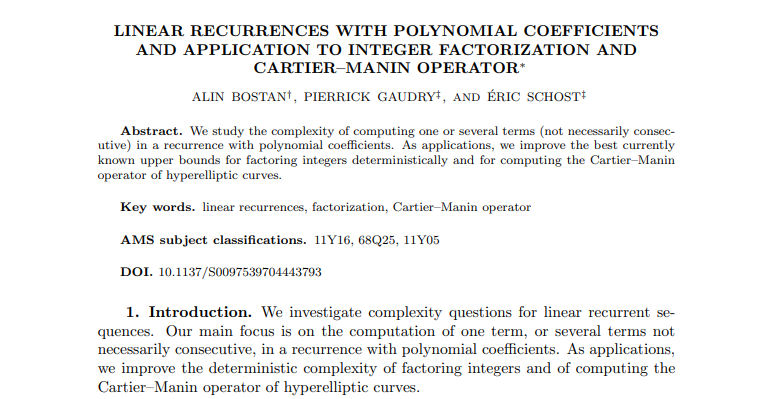 LINEAR RECURRENCES WITH POLYNOMIAL COEFFICIENTS
AND APPLICATION TO INTEGER FACTORIZATION AND
CARTIER–MANIN OPERATOR*
ALIN BOSTAN†, PIERRICK GAUDRY‡, AND ÉRIC SCHOST‡
Abstract. We study the complexity of computing one or several terms (not necessarily consec-
utive) in a recurrence with polynomial coefficients. As applications, we improve the best currently
known upper bounds for factoring integers deterministically and for computing the Cartier–Manin
operator of hyperelliptic curves.
Key words. linear recurrences, factorization, Cartier–Manin operator
AMS subject classifications. 11Y16, 68Q25, 11Y05
DOI. 10.1137/S0097539704443793
1. Introduction. We investigate complexity questions for linear recurrent se-
quences. Our main focus is on the computation of one term, or several terms not
necessarily consecutive, in a recurrence with polynomial coefficients. As applications,
we improve the deterministic complexity of factoring integers and of computing the
Cartier–Manin operator of hyperelliptic curves.